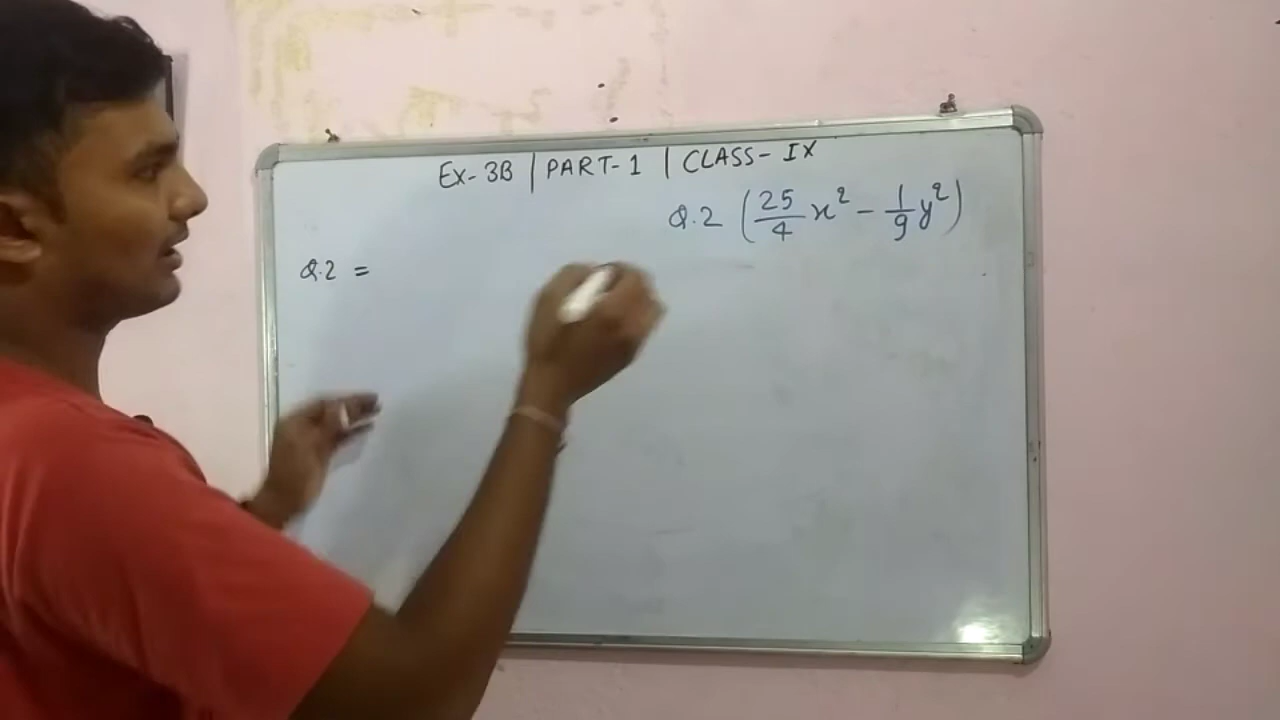 EX-3B | PART-1 | CLASS-IX
Q.2 (25/4 x² - 1/9 y²)
Q.2 =